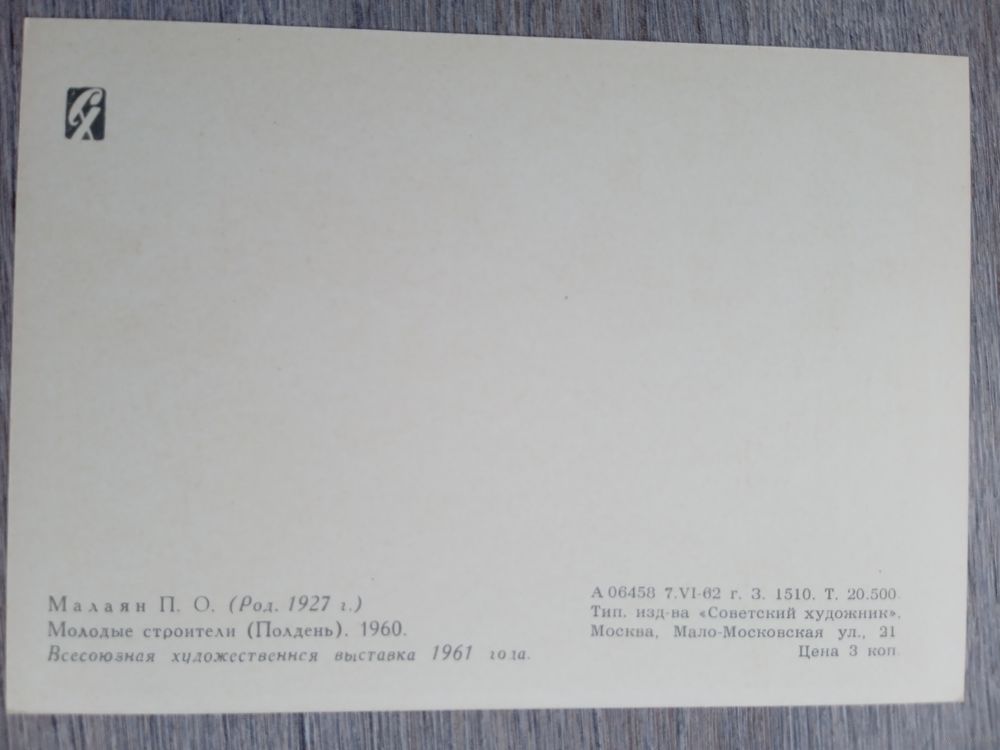 СХ
Малаян П. О. (Род. 1927 г.)
Молодые строители (Полдень). 1960.
Всесоюзная художественнся выставка 1961 года.
А 06458 7.VI-62 г. З. 1510. Т. 20.500
Тип. изд-ва «Советский художник».
Москва, Мало-Московская ул., 21
Цена 3 коп.